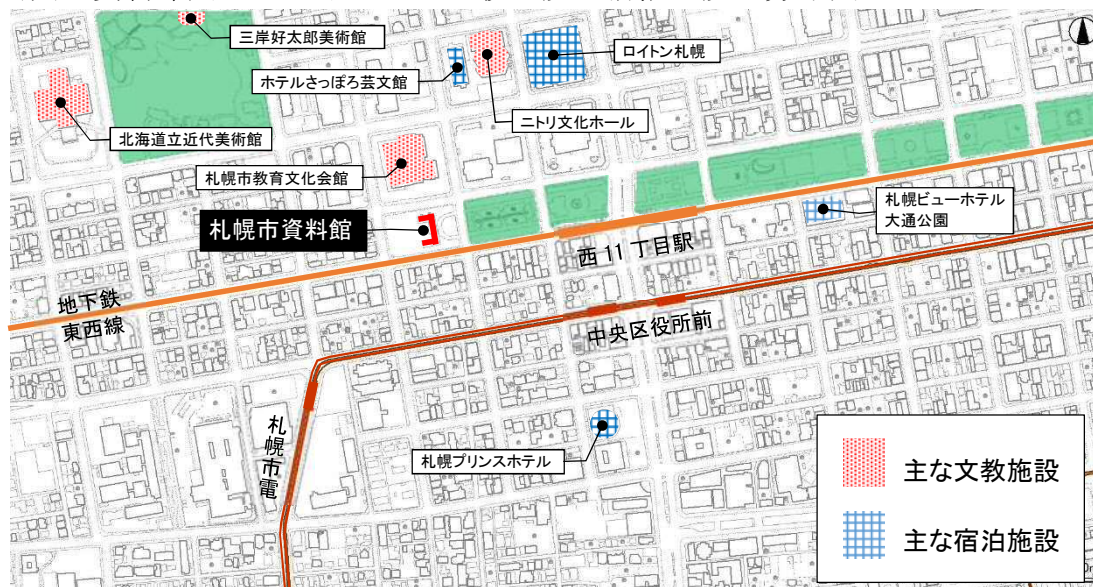 三岸好太郎美術館
ロイトン札幌
ホテルさっぽろ芸文館
ニトリ文化ホール
北海道立近代美術館
札幌市教育文化会館
札幌ビューホテル
大通公園
札幌市資料館
西11丁目駅
地下鉄
東西線
中央区役所前
札幌市電
札幌プリンスホテル
主な文教施設
主な宿泊施設